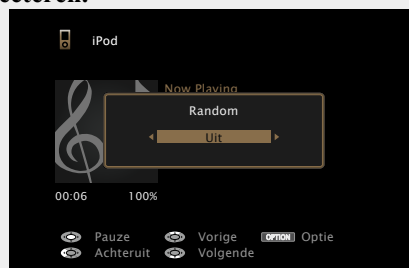 iPod
Now Playing
Random
Uit
00:06 100%
Pauze Vorige OPTION Optie
Achteruit Volgende